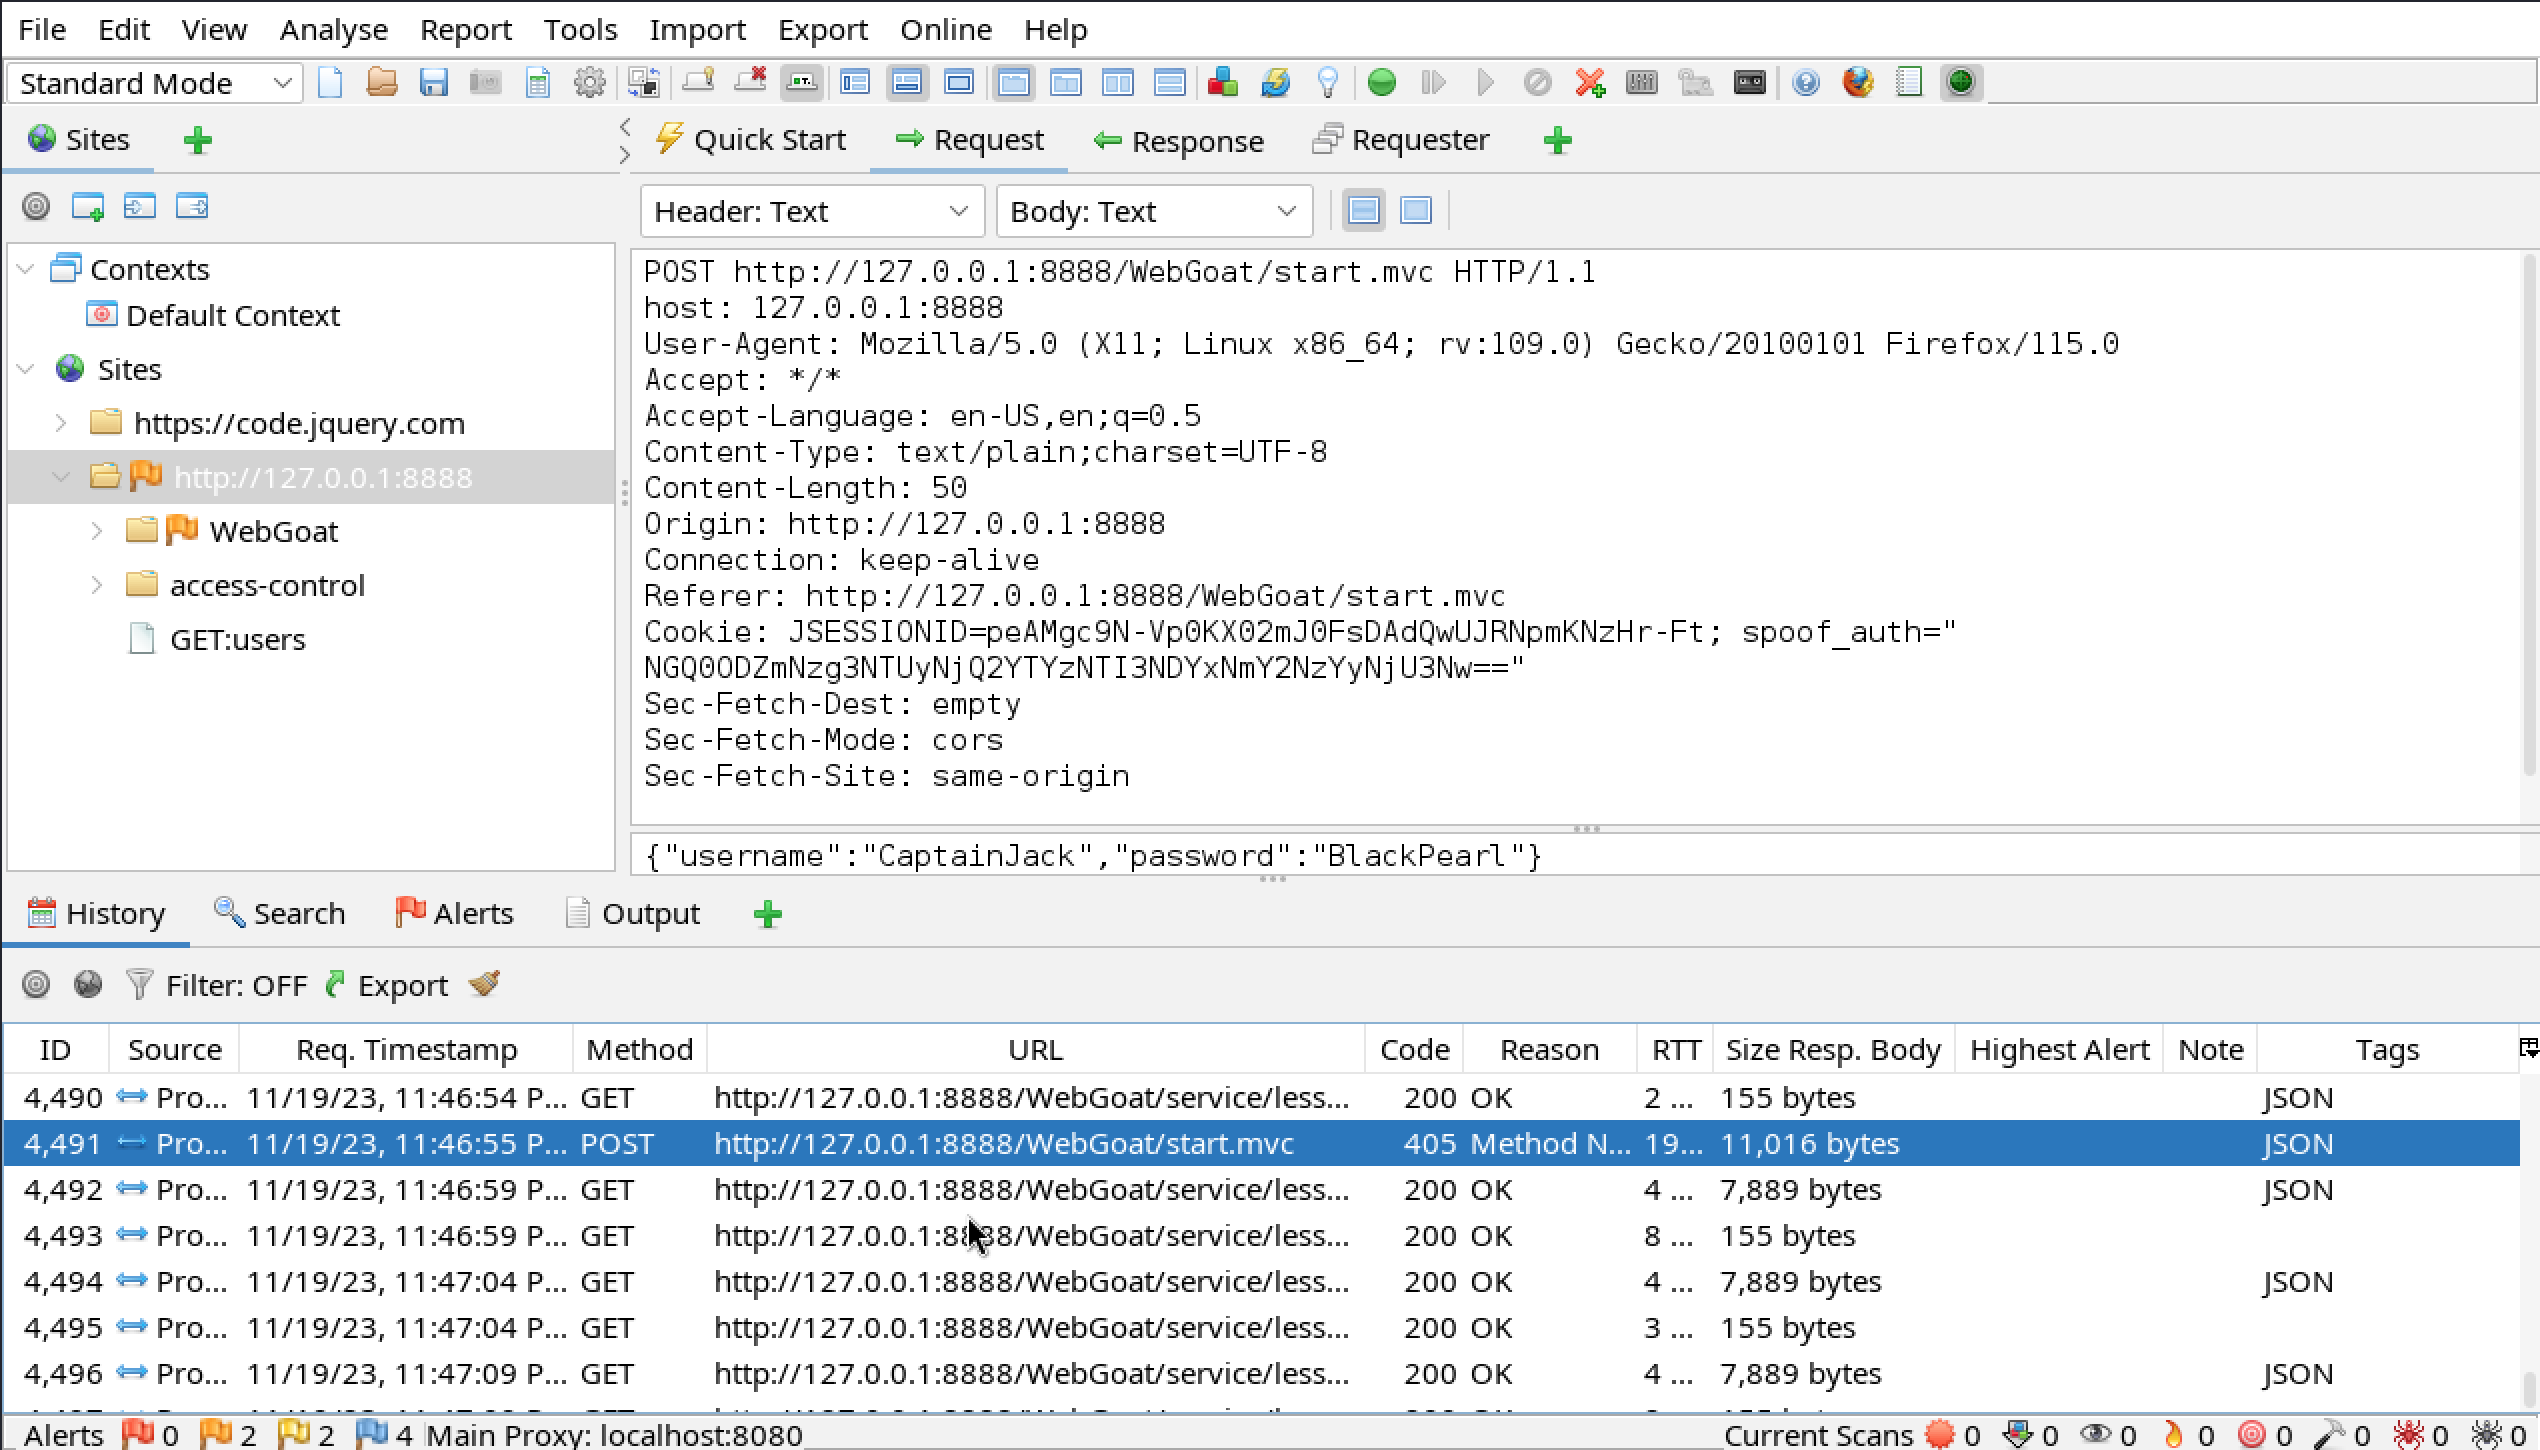 File Edit View Analyse Report Tools Import Export Online Help
Standard Mode
Sites
Quick Start Request Response Requester
Header: Text Body: Text
Contexts
Default Context
Sites
https://code.jquery.com
http://127.0.0.1:8888
WebGoat
access-control
GET:users
POST http://127.0.0.1:8888/WebGoat/start.mvc HTTP/1.1
host: 127.0.0.1:8888
User-Agent: Mozilla/5.0 (X11; Linux x86_64; rv:109.0) Gecko/20100101 Firefox/115.0
Accept: */*
Accept-Language: en-US,en;q=0.5
Content-Type: text/plain;charset=UTF-8
Content-Length: 50
Origin: http://127.0.0.1:8888
Connection: keep-alive
Referer: http://127.0.0.1:8888/WebGoat/start.mvc
Cookie: JSESSIONID=peAMgc9N-Vp0KX02mJ0FsDAdQwUJRNpmKNzHr-Ft; spoof_auth="
NGQ0ODZmNzg3NTUyNjQ2YTYzNTI3NDYxNmY2NzYyNjU3Nw=="
Sec-Fetch-Dest: empty
Sec-Fetch-Mode: cors
Sec-Fetch-Site: same-origin
{"username":"CaptainJack","password":"BlackPearl"}
History Search Alerts Output
Filter: OFF Export
ID Source Req. Timestamp Method URL Code Reason RTT Size Resp. Body Highest Alert Note Tags
4,490 Pro... 11/19/23, 11:46:54 P... GET http://127.0.0.1:8888/WebGoat/service/less... 200 OK 2 ... 155 bytes JSON
4,491 Pro... 11/19/23, 11:46:55 P... POST http://127.0.0.1:8888/WebGoat/start.mvc 405 Method N... 19... 11,016 bytes JSON
4,492 Pro... 11/19/23, 11:46:59 P... GET http://127.0.0.1:8888/WebGoat/service/less... 200 OK 4 ... 7,889 bytes JSON
4,493 Pro... 11/19/23, 11:46:59 P... GET http://127.0.0.1:8888/WebGoat/service/less... 200 OK 8 ... 155 bytes
4,494 Pro... 11/19/23, 11:47:04 P... GET http://127.0.0.1:8888/WebGoat/service/less... 200 OK 4 ... 7,889 bytes JSON
4,495 Pro... 11/19/23, 11:47:04 P... GET http://127.0.0.1:8888/WebGoat/service/less... 200 OK 3 ... 155 bytes
4,496 Pro... 11/19/23, 11:47:09 P... GET http://127.0.0.1:8888/WebGoat/service/less... 200 OK 4 ... 7,889 bytes JSON
Alerts 0 2 2 4 Main Proxy: localhost:8080 Current Scans 0 0 0 0 0 0 0 0